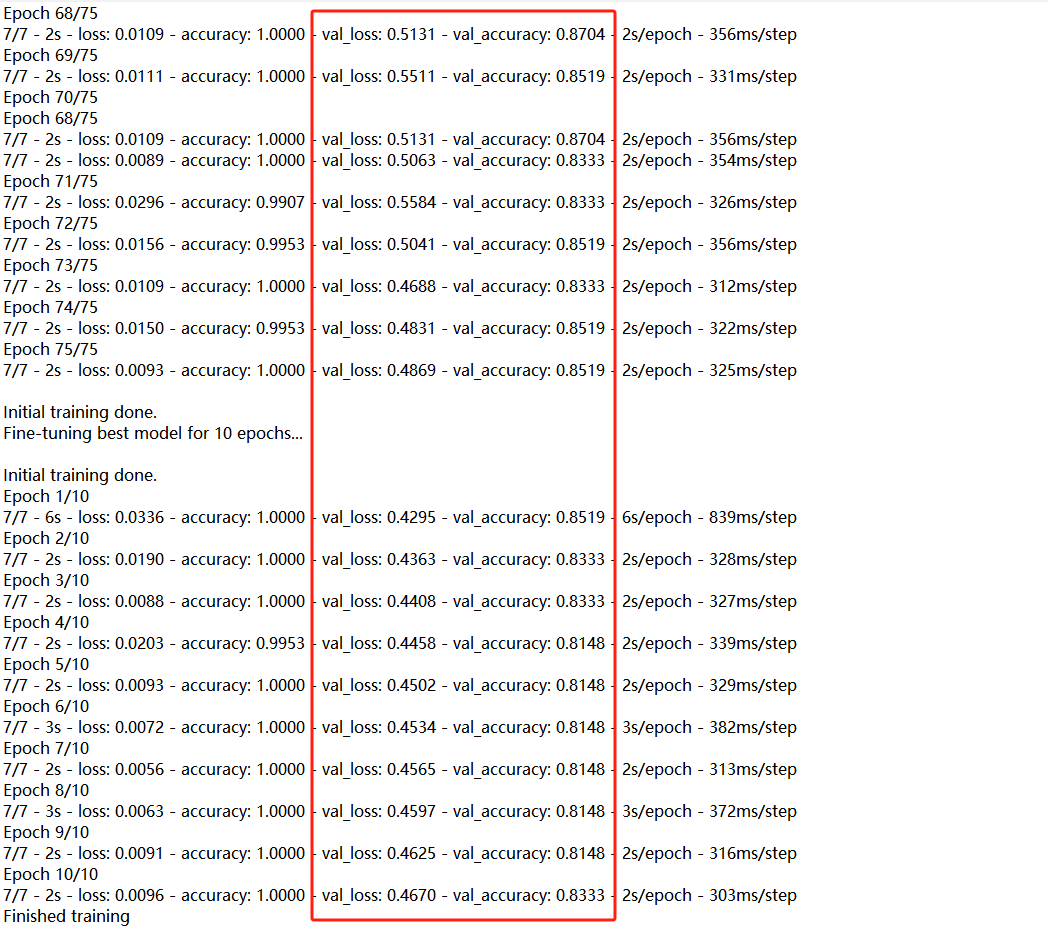 Epoch 68/75
7/7 - 2s - loss: 0.0109 - accuracy: 1.0000 - val_loss: 0.5131 - val_accuracy: 0.8704 - 2s/epoch - 356ms/step
Epoch 69/75
7/7 - 2s - loss: 0.0111 - accuracy: 1.0000 - val_loss: 0.5511 - val_accuracy: 0.8519 - 2s/epoch - 331ms/step
Epoch 70/75
Epoch 68/75
7/7 - 2s - loss: 0.0109 - accuracy: 1.0000 - val_loss: 0.5131 - val_accuracy: 0.8704 - 2s/epoch - 356ms/step
7/7 - 2s - loss: 0.0089 - accuracy: 1.0000 - val_loss: 0.5063 - val_accuracy: 0.8333 - 2s/epoch - 354ms/step
Epoch 71/75
7/7 - 2s - loss: 0.0296 - accuracy: 0.9907 - val_loss: 0.5584 - val_accuracy: 0.8333 - 2s/epoch - 326ms/step
Epoch 72/75
7/7 - 2s - loss: 0.0156 - accuracy: 0.9953 - val_loss: 0.5041 - val_accuracy: 0.8519 - 2s/epoch - 356ms/step
Epoch 73/75
7/7 - 2s - loss: 0.0109 - accuracy: 1.0000 - val_loss: 0.4688 - val_accuracy: 0.8333 - 2s/epoch - 312ms/step
Epoch 74/75
7/7 - 2s - loss: 0.0150 - accuracy: 0.9953 - val_loss: 0.4831 - val_accuracy: 0.8519 - 2s/epoch - 322ms/step
Epoch 75/75
7/7 - 2s - loss: 0.0093 - accuracy: 1.0000 - val_loss: 0.4869 - val_accuracy: 0.8519 - 2s/epoch - 325ms/step
Initial training done.
Fine-tuning best model for 10 epochs...
Initial training done.
Epoch 1/10
7/7 - 6s - loss: 0.0336 - accuracy: 1.0000 - val_loss: 0.4295 - val_accuracy: 0.8519 - 6s/epoch - 839ms/step
Epoch 2/10
7/7 - 2s - loss: 0.0190 - accuracy: 1.0000 - val_loss: 0.4363 - val_accuracy: 0.8333 - 2s/epoch - 328ms/step
Epoch 3/10
7/7 - 2s - loss: 0.0088 - accuracy: 1.0000 - val_loss: 0.4408 - val_accuracy: 0.8333 - 2s/epoch - 327ms/step
Epoch 4/10
7/7 - 2s - loss: 0.0203 - accuracy: 0.9953 - val_loss: 0.4458 - val_accuracy: 0.8148 - 2s/epoch - 339ms/step
Epoch 5/10
7/7 - 2s - loss: 0.0093 - accuracy: 1.0000 - val_loss: 0.4502 - val_accuracy: 0.8148 - 2s/epoch - 329ms/step
Epoch 6/10
7/7 - 3s - loss: 0.0072 - accuracy: 1.0000 - val_loss: 0.4534 - val_accuracy: 0.8148 - 3s/epoch - 382ms/step
Epoch 7/10
7/7 - 2s - loss: 0.0056 - accuracy: 1.0000 - val_loss: 0.4565 - val_accuracy: 0.8148 - 2s/epoch - 313ms/step
Epoch 8/10
7/7 - 3s - loss: 0.0063 - accuracy: 1.0000 - val_loss: 0.4597 - val_accuracy: 0.8148 - 3s/epoch - 372ms/step
Epoch 9/10
7/7 - 2s - loss: 0.0091 - accuracy: 1.0000 - val_loss: 0.4625 - val_accuracy: 0.8148 - 2s/epoch - 316ms/step
Epoch 10/10
7/7 - 2s - loss: 0.0096 - accuracy: 1.0000 - val_loss: 0.4670 - val_accuracy: 0.8333 - 2s/epoch - 303ms/step
Finished training